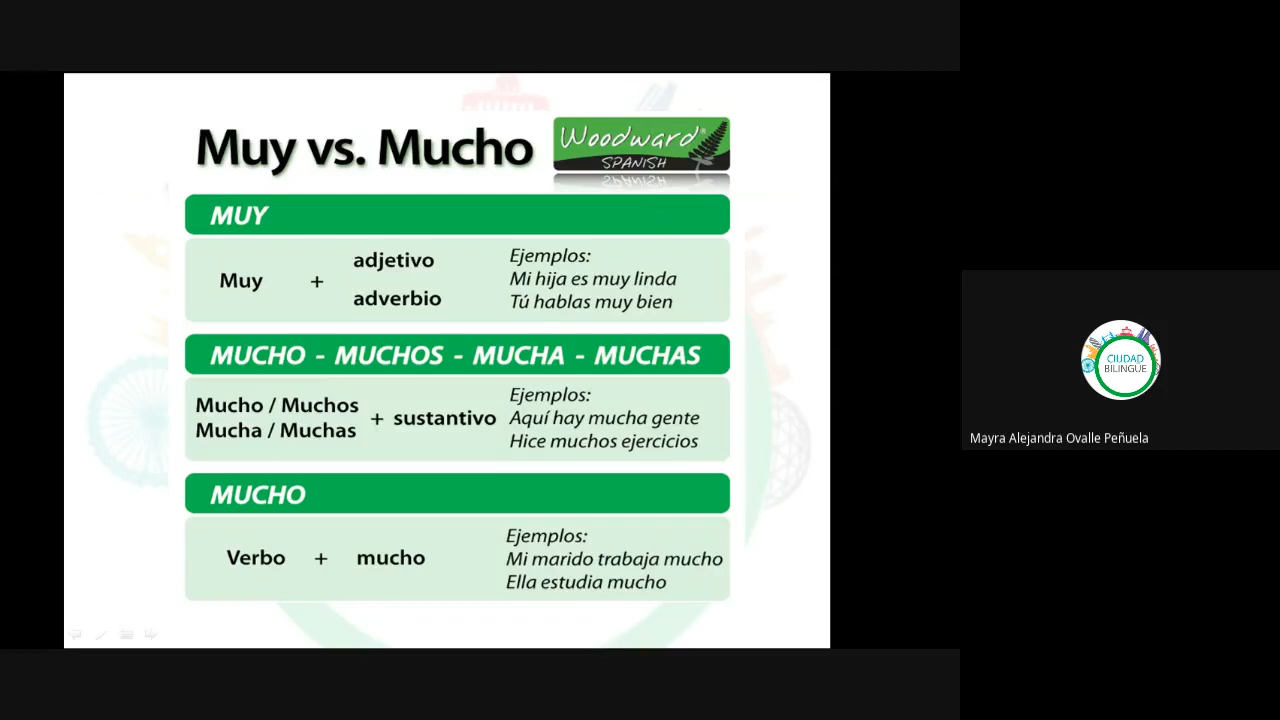 Muy vs. Mucho
Woodward®
SPANISH
MUY
Muy + adjetivo
adverbio
Ejemplos:
Mi hija es muy linda
Tú hablas muy bien
MUCHO - MUCHOS - MUCHA - MUCHAS
Mucho / Muchos
Mucha / Muchas
+ sustantivo
Ejemplos:
Aquí hay mucha gente
Hice muchos ejercicios
MUCHO
Verbo + mucho
Ejemplos:
Mi marido trabaja mucho
Ella estudia mucho
CIUDAD
BILINGÜE
Mayra Alejandra Ovalle Peñuela